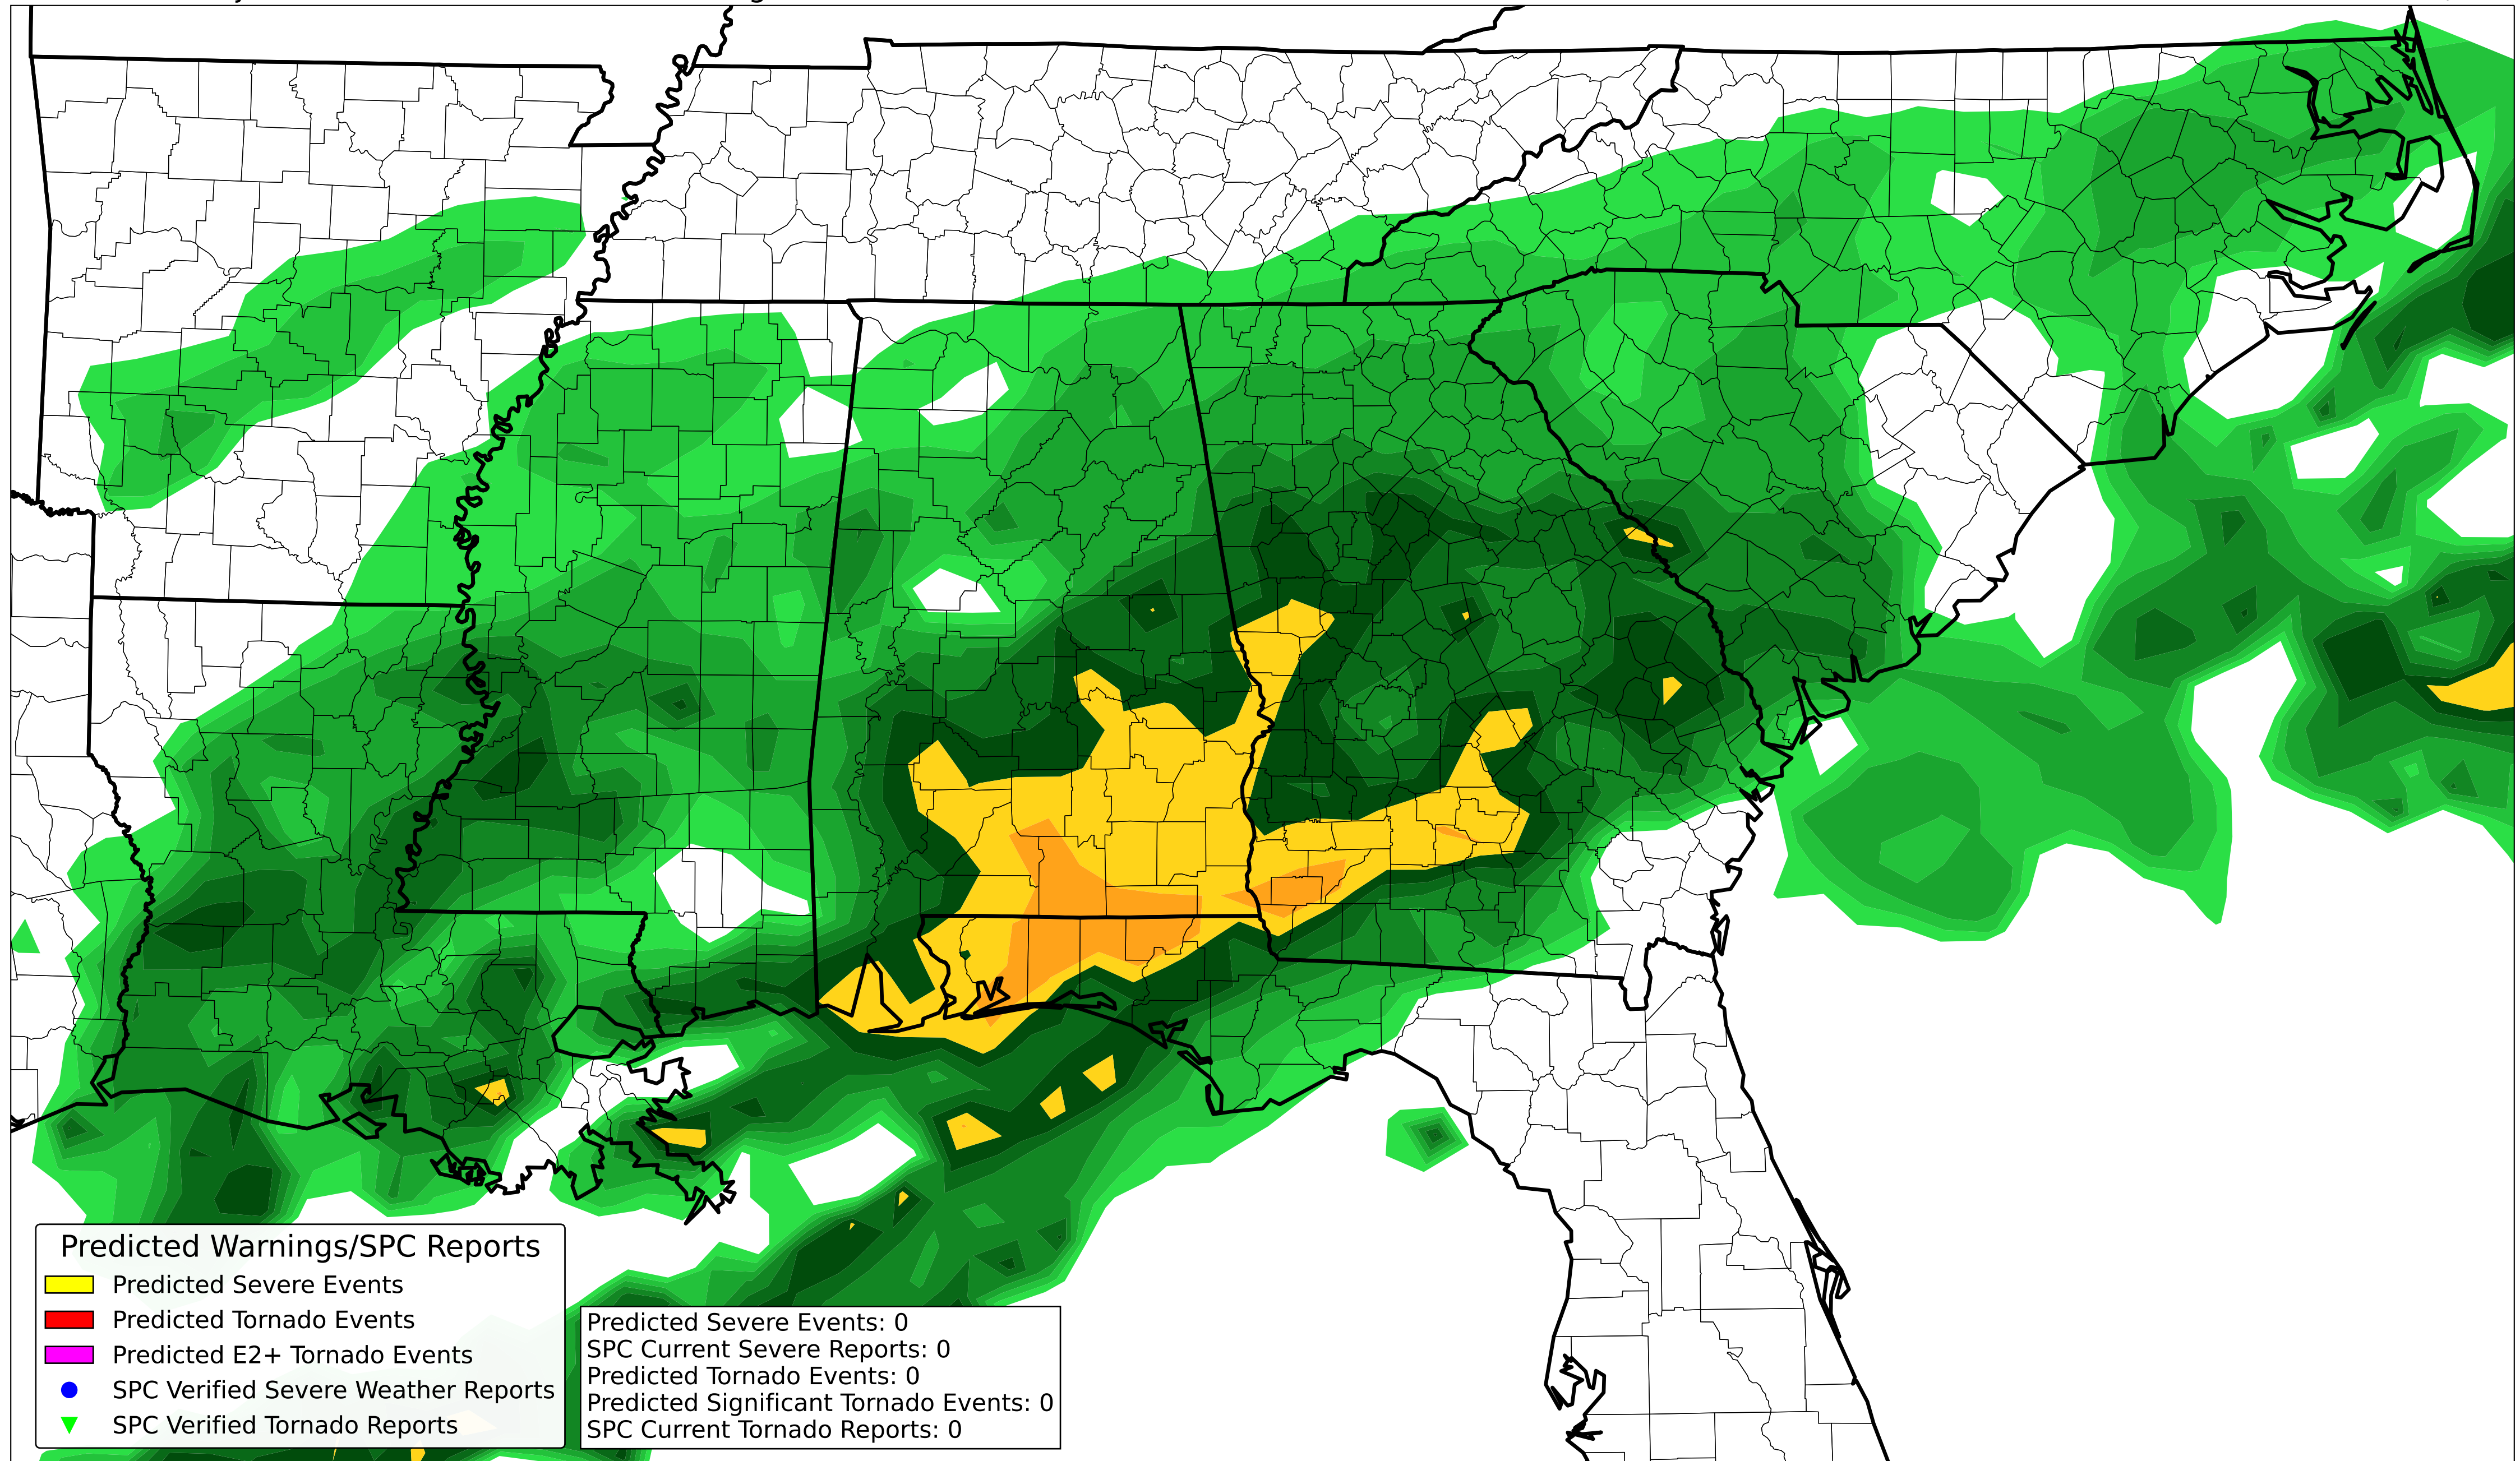 Predicted Warnings/SPC Reports
Predicted Severe Events
Predicted Tornado Events
Predicted E2+ Tornado Events
SPC Verified Severe Weather Reports
SPC Verified Tornado Reports
Predicted Severe Events: 0
SPC Current Severe Reports: 0
Predicted Tornado Events: 0
Predicted Significant Tornado Events: 0
SPC Current Tornado Reports: 0